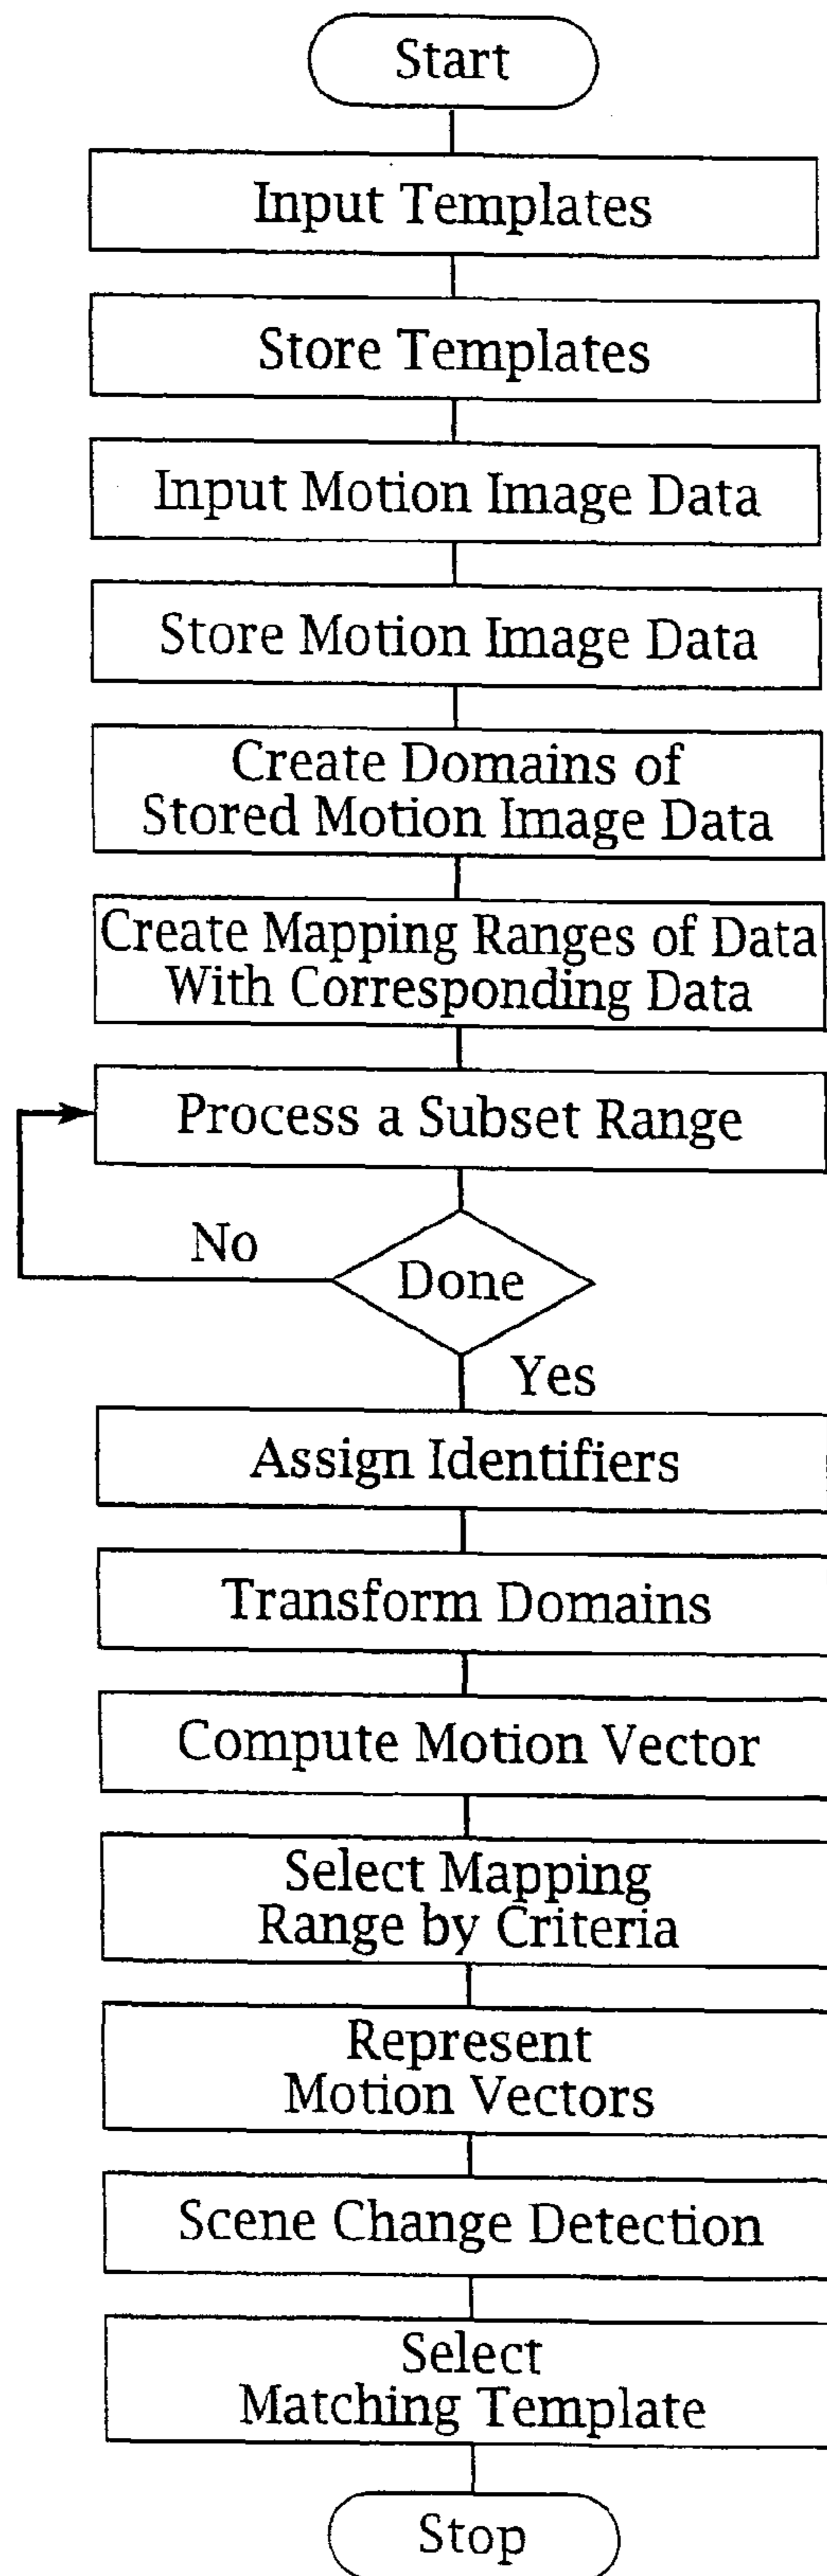 Start
Input Templates
Store Templates
Input Motion Image Data
Store Motion Image Data
Create Domains of
Stored Motion Image Data
Create Mapping Ranges of Data
With Corresponding Data
Process a Subset Range
No
Done
Yes
Assign Identifiers
Transform Domains
Compute Motion Vector
Select Mapping
Range by Criteria
Represent
Motion Vectors
Scene Change Detection
Select
Matching Template
Stop